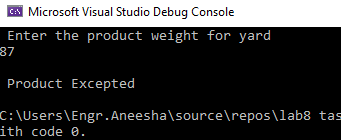 Microsoft Visual Studio Debug Console
Enter the product weight for yard
87
Product Excepted
C:\Users\Engr.Aneesha\source\repos\lab8 tas
ith code 0.